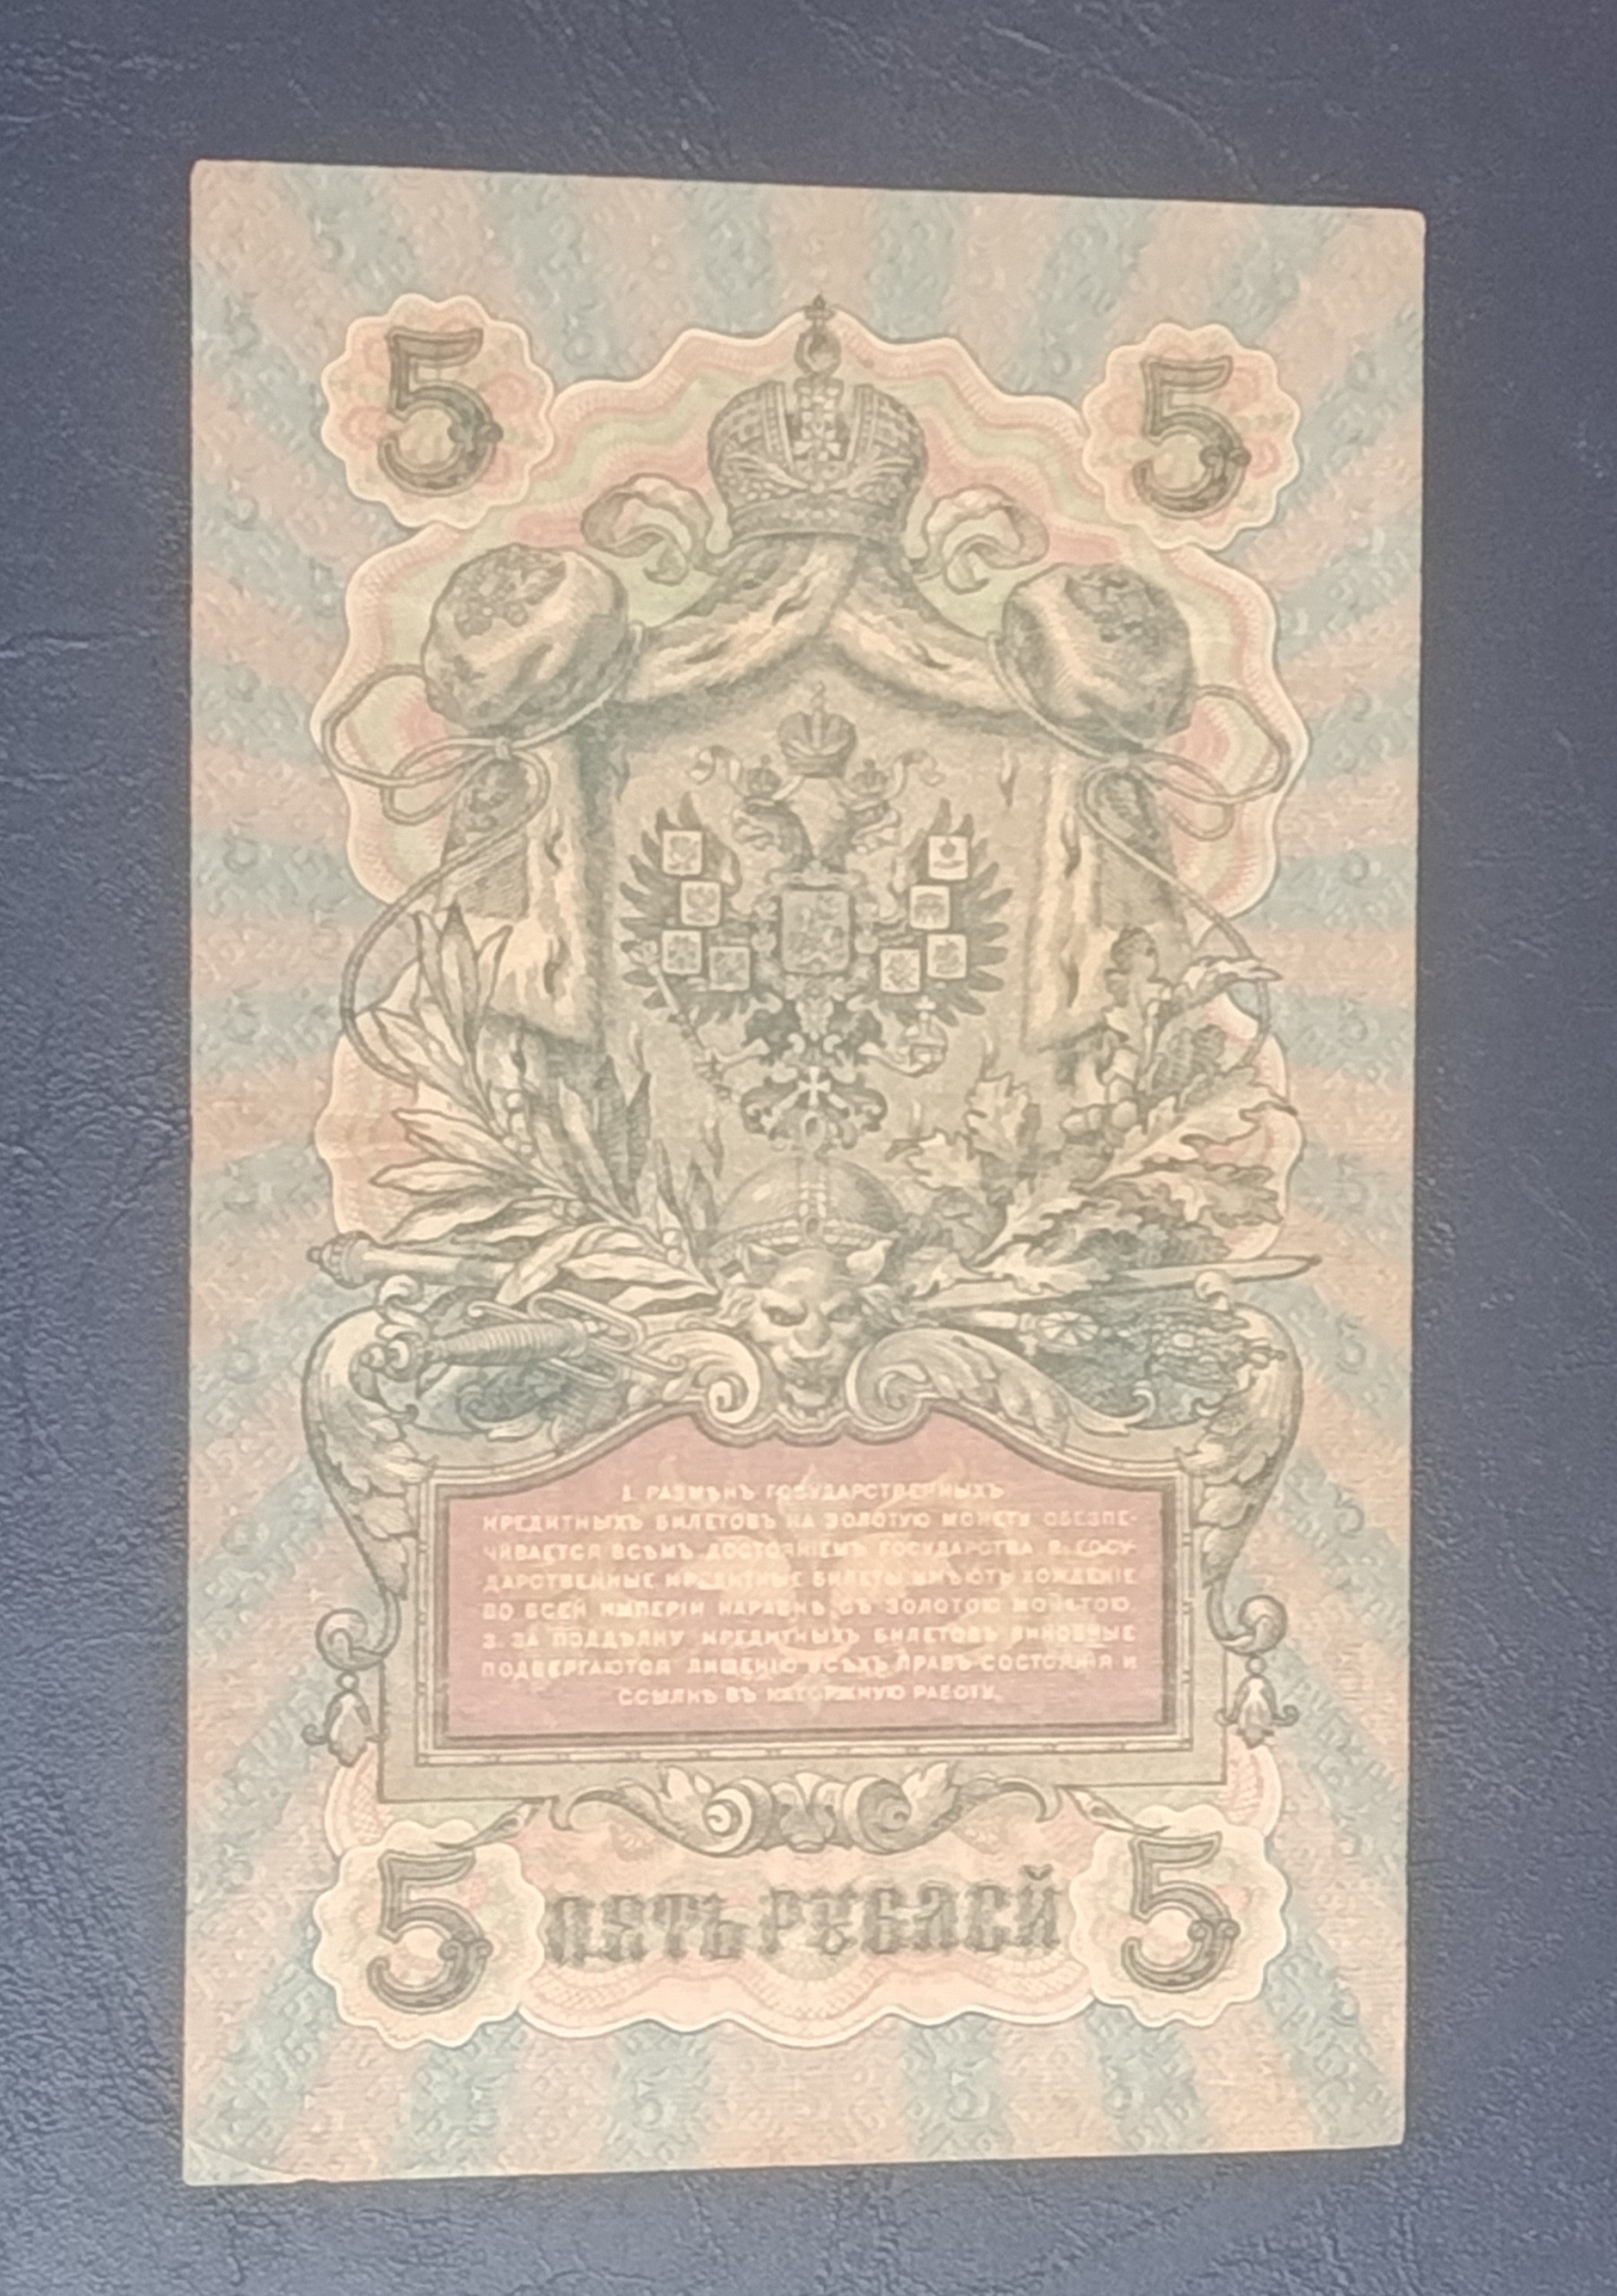 5 5
1. РАЗМѢНЪ ГОСУДАРСТВЕННЫХЪ
КРЕДИТНЫХЪ БИЛЕТОВЪ НА ЗОЛОТУЮ МОНЕТУ ОБЕЗПЕ-
ЧИВАЕТСЯ ВСѢМЪ ДОСТОЯНІЕМЪ ГОСУДАРСТВА 2. ГОСУ-
ДАРСТВЕННЫЕ КРЕДИТНЫЕ БИЛЕТЫ ИМѢЮТЪ ХОЖДЕНІЕ
ВО ВСЕЙ ИМПЕРІИ НАРАВНѢ СЪ ЗОЛОТОЮ МОНЕТОЮ.
3. ЗА ПОДДѢЛКУ КРЕДИТНЫХЪ БИЛЕТОВЪ ВИНОВНЫЕ
ПОДВЕРГАЮТСЯ ЛИШЕНІЮ ВСѢХЪ ПРАВЪ СОСТОЯНІЯ И
ССЫЛКѢ ВЪ КАТОРЖНУЮ РАБОТУ.
5 ПЯТЬ РУБЛЕЙ 5